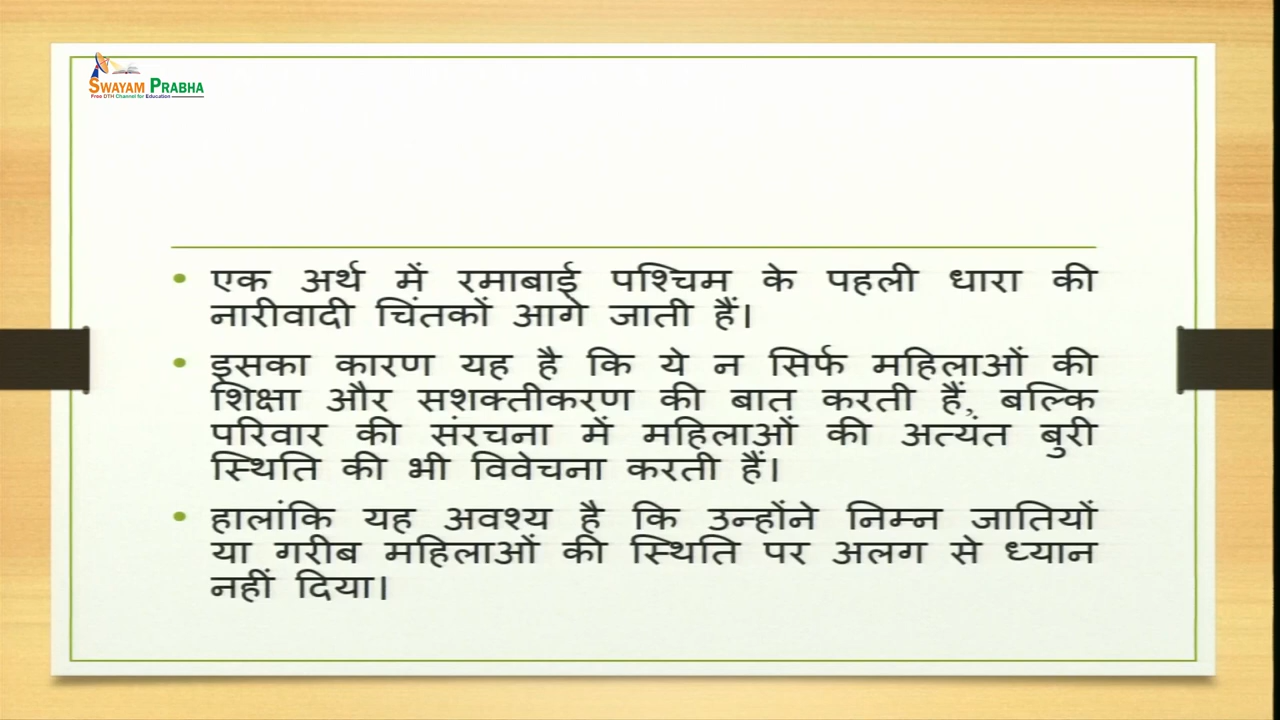 SWAYAM PRABHA
Free DTH Channel for Education
• एक अर्थ में रमाबाई पश्चिम के पहली धारा की
नारीवादी चिंतकों आगे जाती हैं।
• इसका कारण यह है कि ये न सिर्फ महिलाओं की
शिक्षा और सशक्तीकरण की बात करती हैं, बल्कि
परिवार की संरचना में महिलाओं की अत्यंत बुरी
स्थिति की भी विवेचना करती हैं।
• हालांकि यह अवश्य है कि उन्होंने निम्न जातियों
या गरीब महिलाओं की स्थिति पर अलग से ध्यान
नहीं दिया।